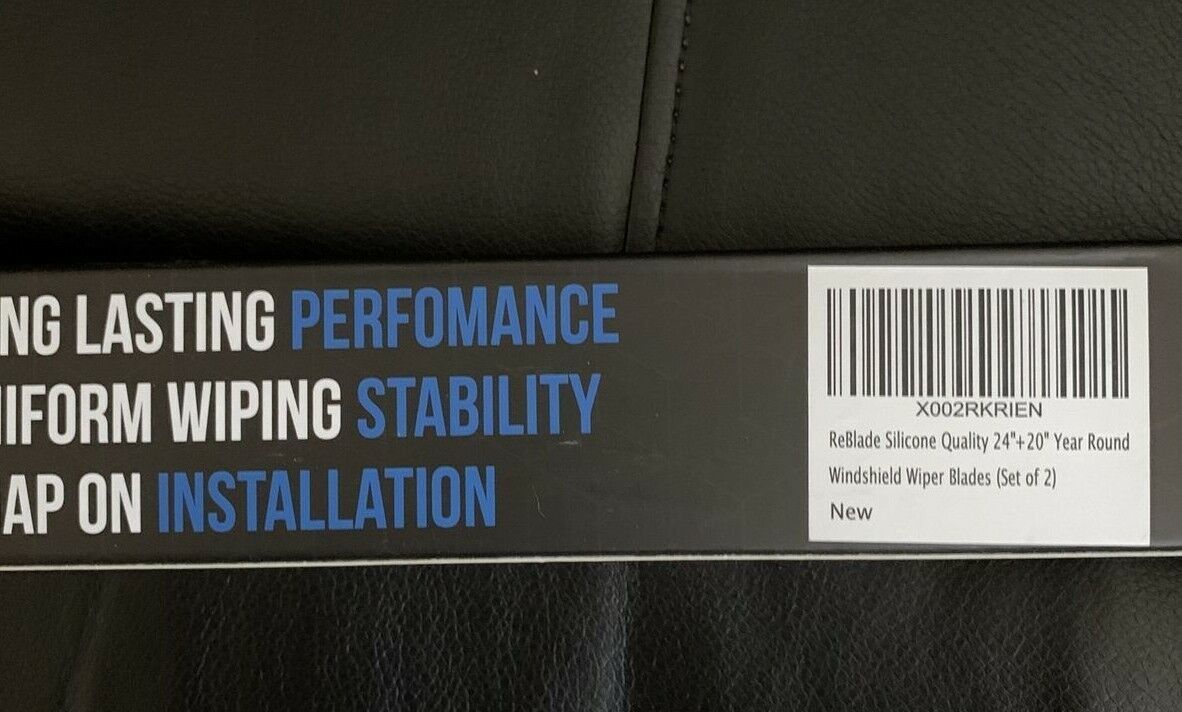 NG LASTING PERFOMANCE
IFORM WIPING STABILITY
AP ON INSTALLATION
X002RKRIEN
ReBlade Silicone Quality 24"+20" Year Round
Windshield Wiper Blades (Set of 2)
New